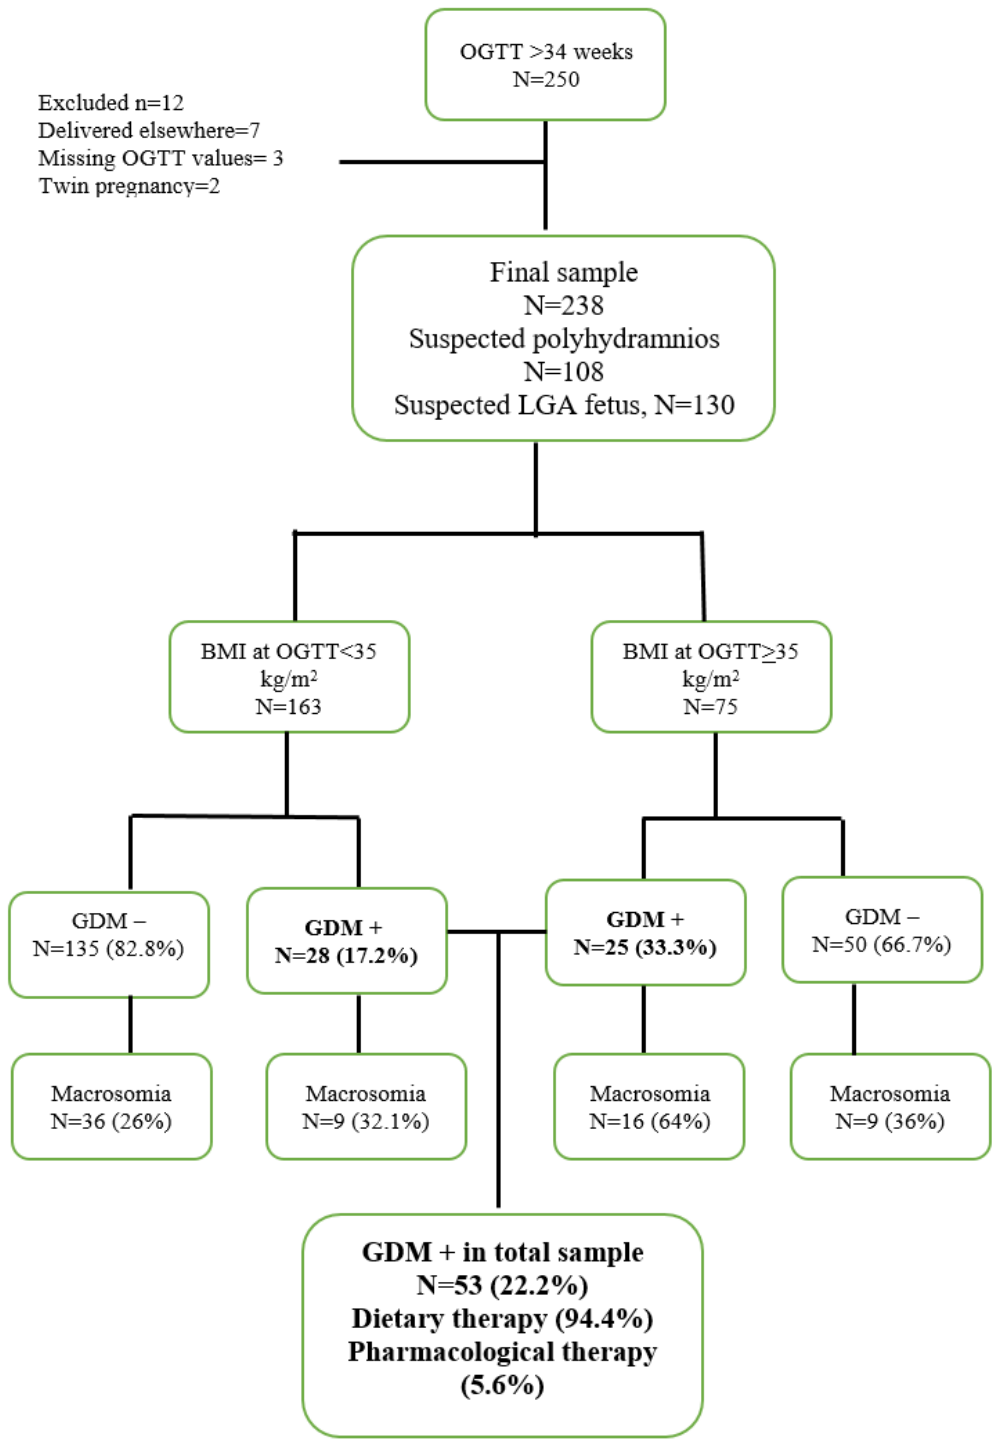 OGTT >34 weeks
N=250
Excluded n=12
Delivered elsewhere=7
Missing OGTT values= 3
Twin pregnancy=2
Final sample
N=238
Suspected polyhydramnios
N=108
Suspected LGA fetus, N=130
BMI at OGTT<35
kg/m²
N=163
BMI at OGTT≥35
kg/m²
N=75
GDM –
N=135 (82.8%)
GDM +
N=28 (17.2%)
GDM +
N=25 (33.3%)
GDM –
N=50 (66.7%)
Macrosomia
N=36 (26%)
Macrosomia
N=9 (32.1%)
Macrosomia
N=16 (64%)
Macrosomia
N=9 (36%)
GDM + in total sample
N=53 (22.2%)
Dietary therapy (94.4%)
Pharmacological therapy
(5.6%)